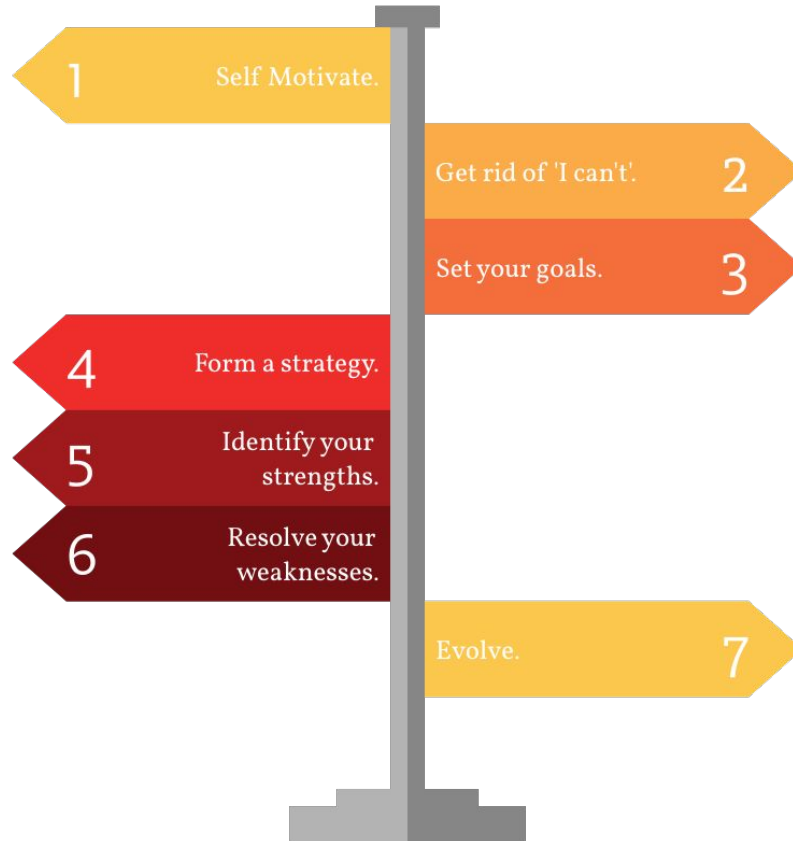 1 Self Motivate.
Get rid of 'I can't'. 2
Set your goals. 3
4 Form a strategy.
5 Identify your
strengths.
6 Resolve your
weaknesses.
Evolve. 7